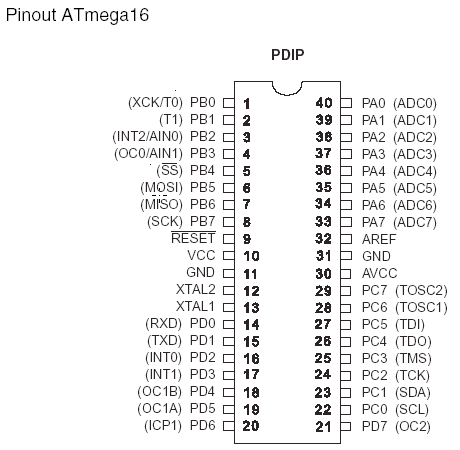 Pinout ATmega16
PDIP
(XCK/T0) PB0 1 40 PA0 (ADC0)
(T1) PB1 2 39 PA1 (ADC1)
(INT2/AIN0) PB2 3 38 PA2 (ADC2)
(OC0/AIN1) PB3 4 37 PA3 (ADC3)
(SS) PB4 5 36 PA4 (ADC4)
(MOSI) PB5 6 35 PA5 (ADC5)
(MISO) PB6 7 34 PA6 (ADC6)
(SCK) PB7 8 33 PA7 (ADC7)
RESET 9 32 AREF
VCC 10 31 GND
GND 11 30 AVCC
XTAL2 12 29 PC7 (TOSC2)
XTAL1 13 28 PC6 (TOSC1)
(RXD) PD0 14 27 PC5 (TDI)
(TXD) PD1 15 26 PC4 (TDO)
(INT0) PD2 16 25 PC3 (TMS)
(INT1) PD3 17 24 PC2 (TCK)
(OC1B) PD4 18 23 PC1 (SDA)
(OC1A) PD5 19 22 PC0 (SCL)
(ICP1) PD6 20 21 PD7 (OC2)